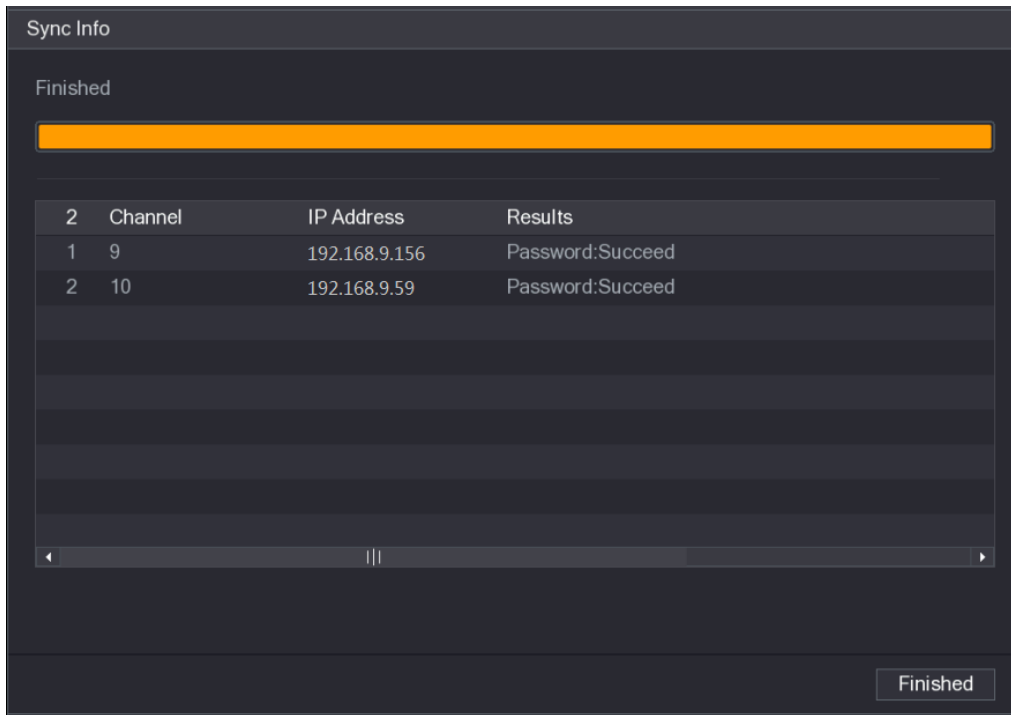 Sync Info
Finished
2 Channel IP Address Results
1 9 192.168.9.156 Password:Succeed
2 10 192.168.9.59 Password:Succeed
Finished